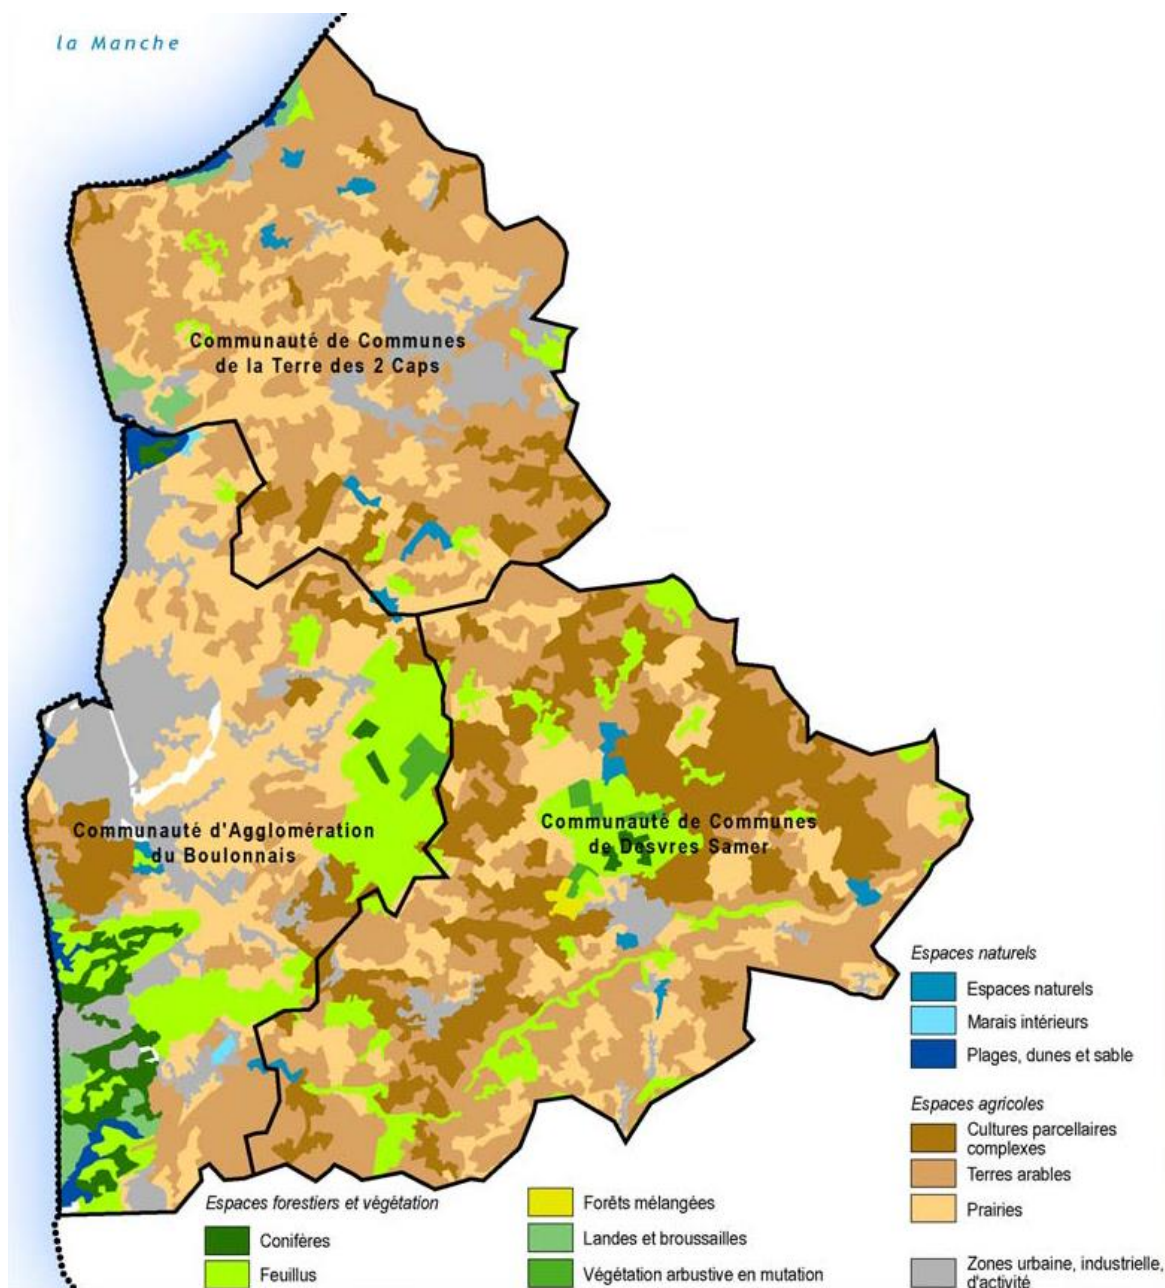 la Manche
Communauté de Communes
de la Terre des 2 Caps
Communauté d'Agglomération
du Boulonnais
Communauté de Communes
de Desvres Samer
Espaces naturels
Espaces naturels
Marais intérieurs
Plages, dunes et sable
Espaces agricoles
Cultures parcellaires
complexes
Terres arables
Prairies
Zones urbaine, industrielle,
d'activité
Espaces forestiers et végétation
Conifères
Feuillus
Forêts mélangées
Landes et broussailles
Végétation arbustive en mutation